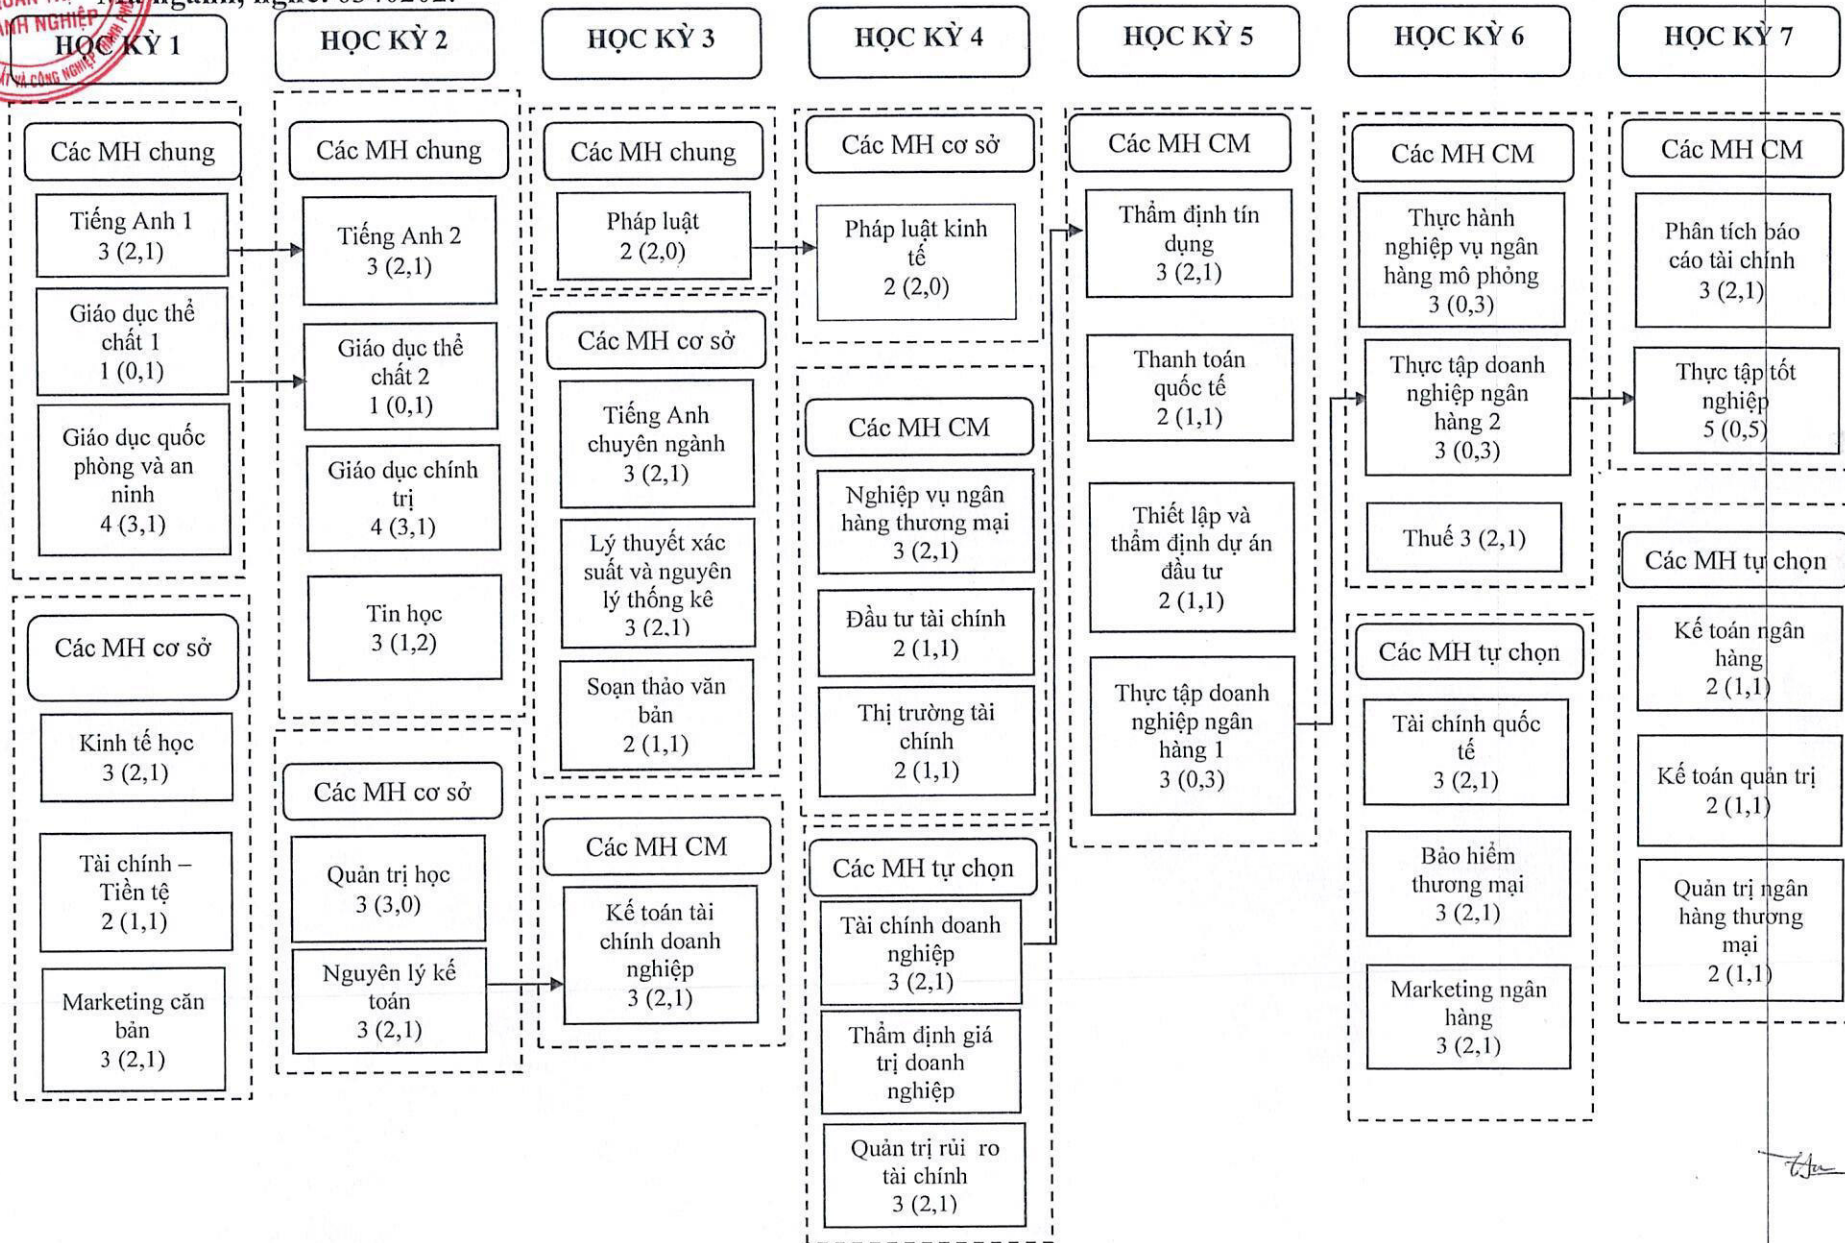 Mã ngành, nghề: 6340202.
ANH NGHIỆP
HỌC KỲ 1
HỌC KỲ 2
HỌC KỲ 3
HỌC KỲ 4
HỌC KỲ 5
HỌC KỲ 6
HỌC KỲ 7
Các MH chung
Tiếng Anh 1
3 (2,1)
Giáo dục thể
chất 1
1 (0,1)
Giáo dục quốc
phòng và an
ninh
4 (3,1)
Các MH cơ sở
Kinh tế học
3 (2,1)
Tài chính –
Tiền tệ
2 (1,1)
Marketing căn
bản
3 (2,1)
Các MH chung
Tiếng Anh 2
3 (2,1)
Giáo dục thể
chất 2
1 (0,1)
Giáo dục chính
trị
4 (3,1)
Tin học
3 (1,2)
Các MH cơ sở
Quản trị học
3 (3,0)
Nguyên lý kế
toán
3 (2,1)
Các MH chung
Pháp luật
2 (2,0)
Các MH cơ sở
Tiếng Anh
chuyên ngành
3 (2,1)
Lý thuyết xác
suất và nguyên
lý thống kê
3 (2,1)
Soạn thảo văn
bản
2 (1,1)
Các MH CM
Kế toán tài
chính doanh
nghiệp
3 (2,1)
Các MH cơ sở
Pháp luật kinh
tế
2 (2,0)
Các MH CM
Nghiệp vụ ngân
hàng thương mại
3 (2,1)
Đầu tư tài chính
2 (1,1)
Thị trường tài
chính
2 (1,1)
Các MH tự chọn
Tài chính doanh
nghiệp
3 (2,1)
Thẩm định giá
trị doanh
nghiệp
Quản trị rủi ro
tài chính
3 (2,1)
Các MH CM
Thẩm định tín
dụng
3 (2,1)
Thanh toán
quốc tế
2 (1,1)
Thiết lập và
thẩm định dự án
đầu tư
2 (1,1)
Thực tập doanh
nghiệp ngân
hàng 1
3 (0,3)
Các MH CM
Thực hành
nghiệp vụ ngân
hàng mô phỏng
3 (0,3)
Thực tập doanh
nghiệp ngân
hàng 2
3 (0,3)
Thuế 3 (2,1)
Các MH tự chọn
Tài chính quốc
tế
3 (2,1)
Bảo hiểm
thương mại
3 (2,1)
Marketing ngân
hàng
3 (2,1)
Các MH CM
Phân tích báo
cáo tài chính
3 (2,1)
Thực tập tốt
nghiệp
5 (0,5)
Các MH tự chọn
Kế toán ngân
hàng
2 (1,1)
Kế toán quản trị
2 (1,1)
Quản trị ngân
hàng thương
mại
2 (1,1)